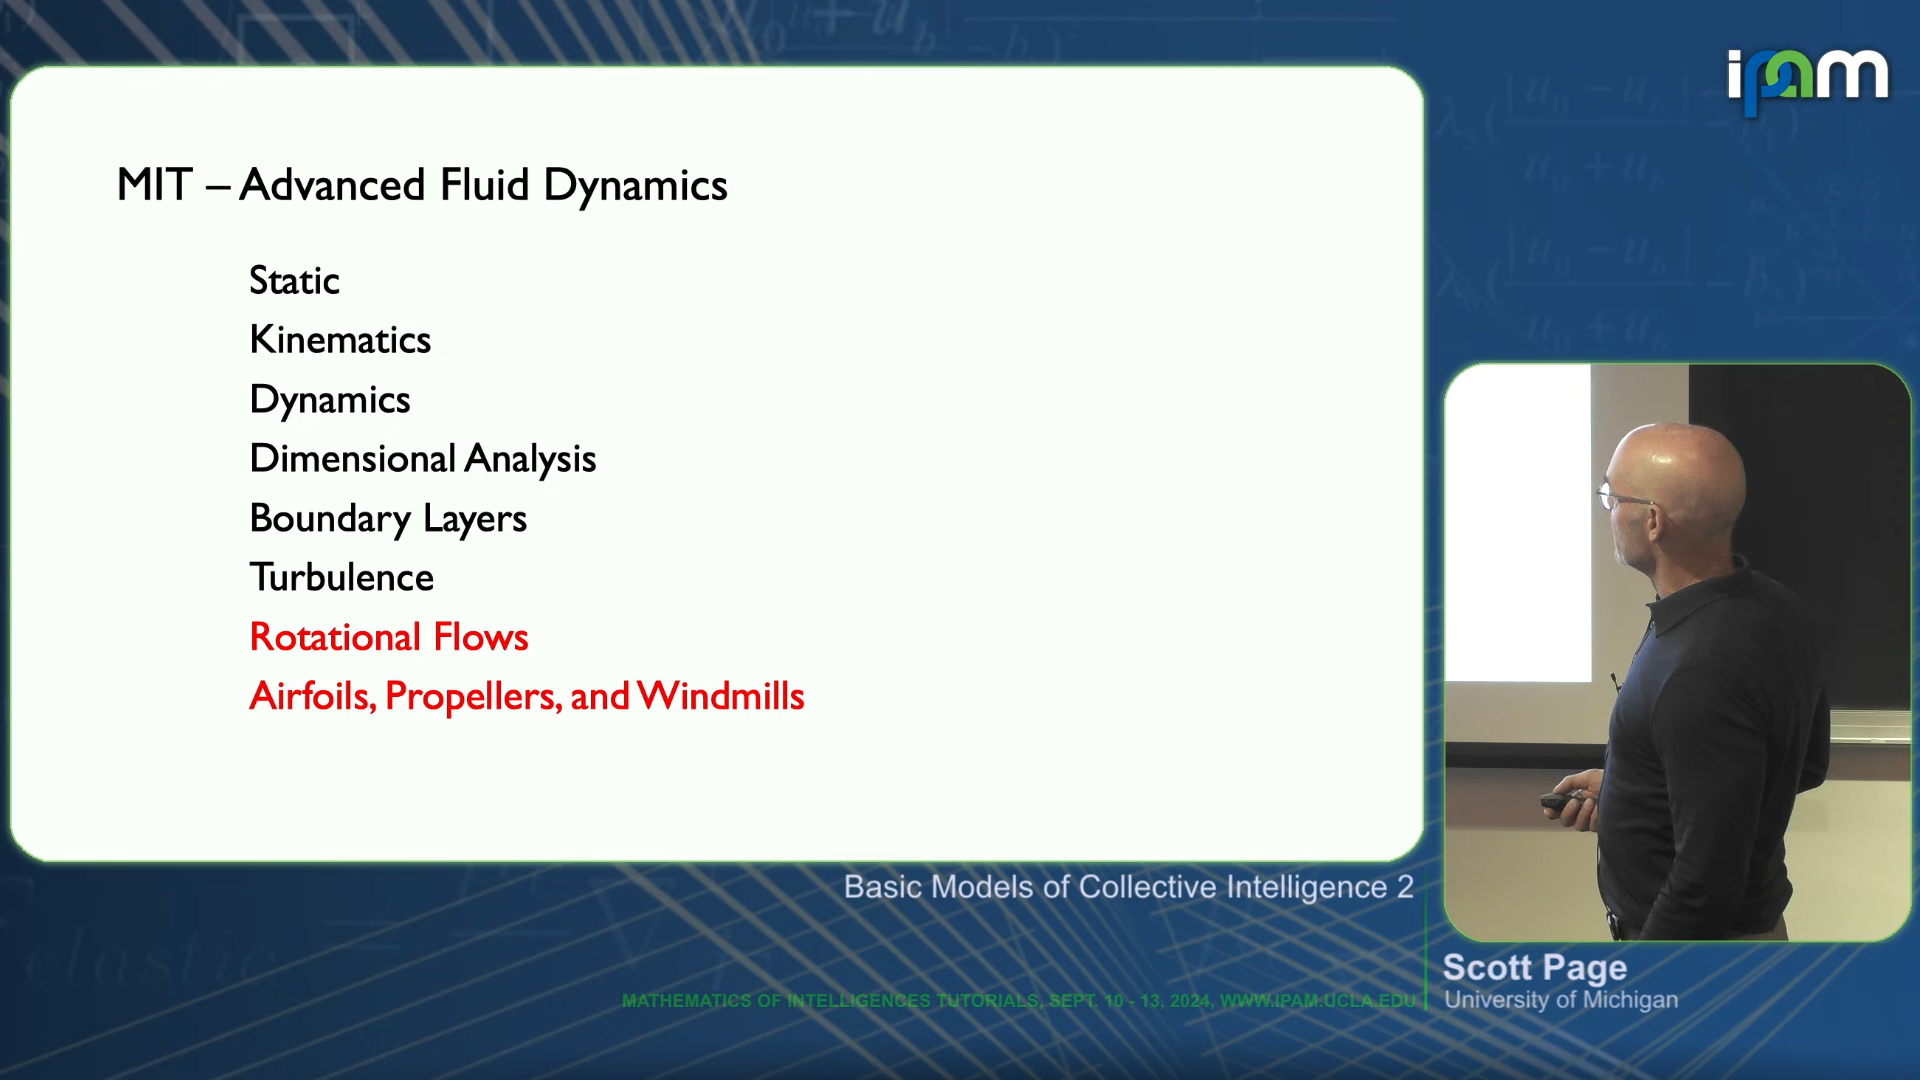 ipam
MIT – Advanced Fluid Dynamics
Static
Kinematics
Dynamics
Dimensional Analysis
Boundary Layers
Turbulence
Rotational Flows
Airfoils, Propellers, and Windmills
Basic Models of Collective Intelligence 2
Scott Page
University of Michigan
MATHEMATICS OF INTELLIGENCES TUTORIALS, SEPT. 10 - 13, 2024, WWW.IPAM.UCLA.EDU
elastic